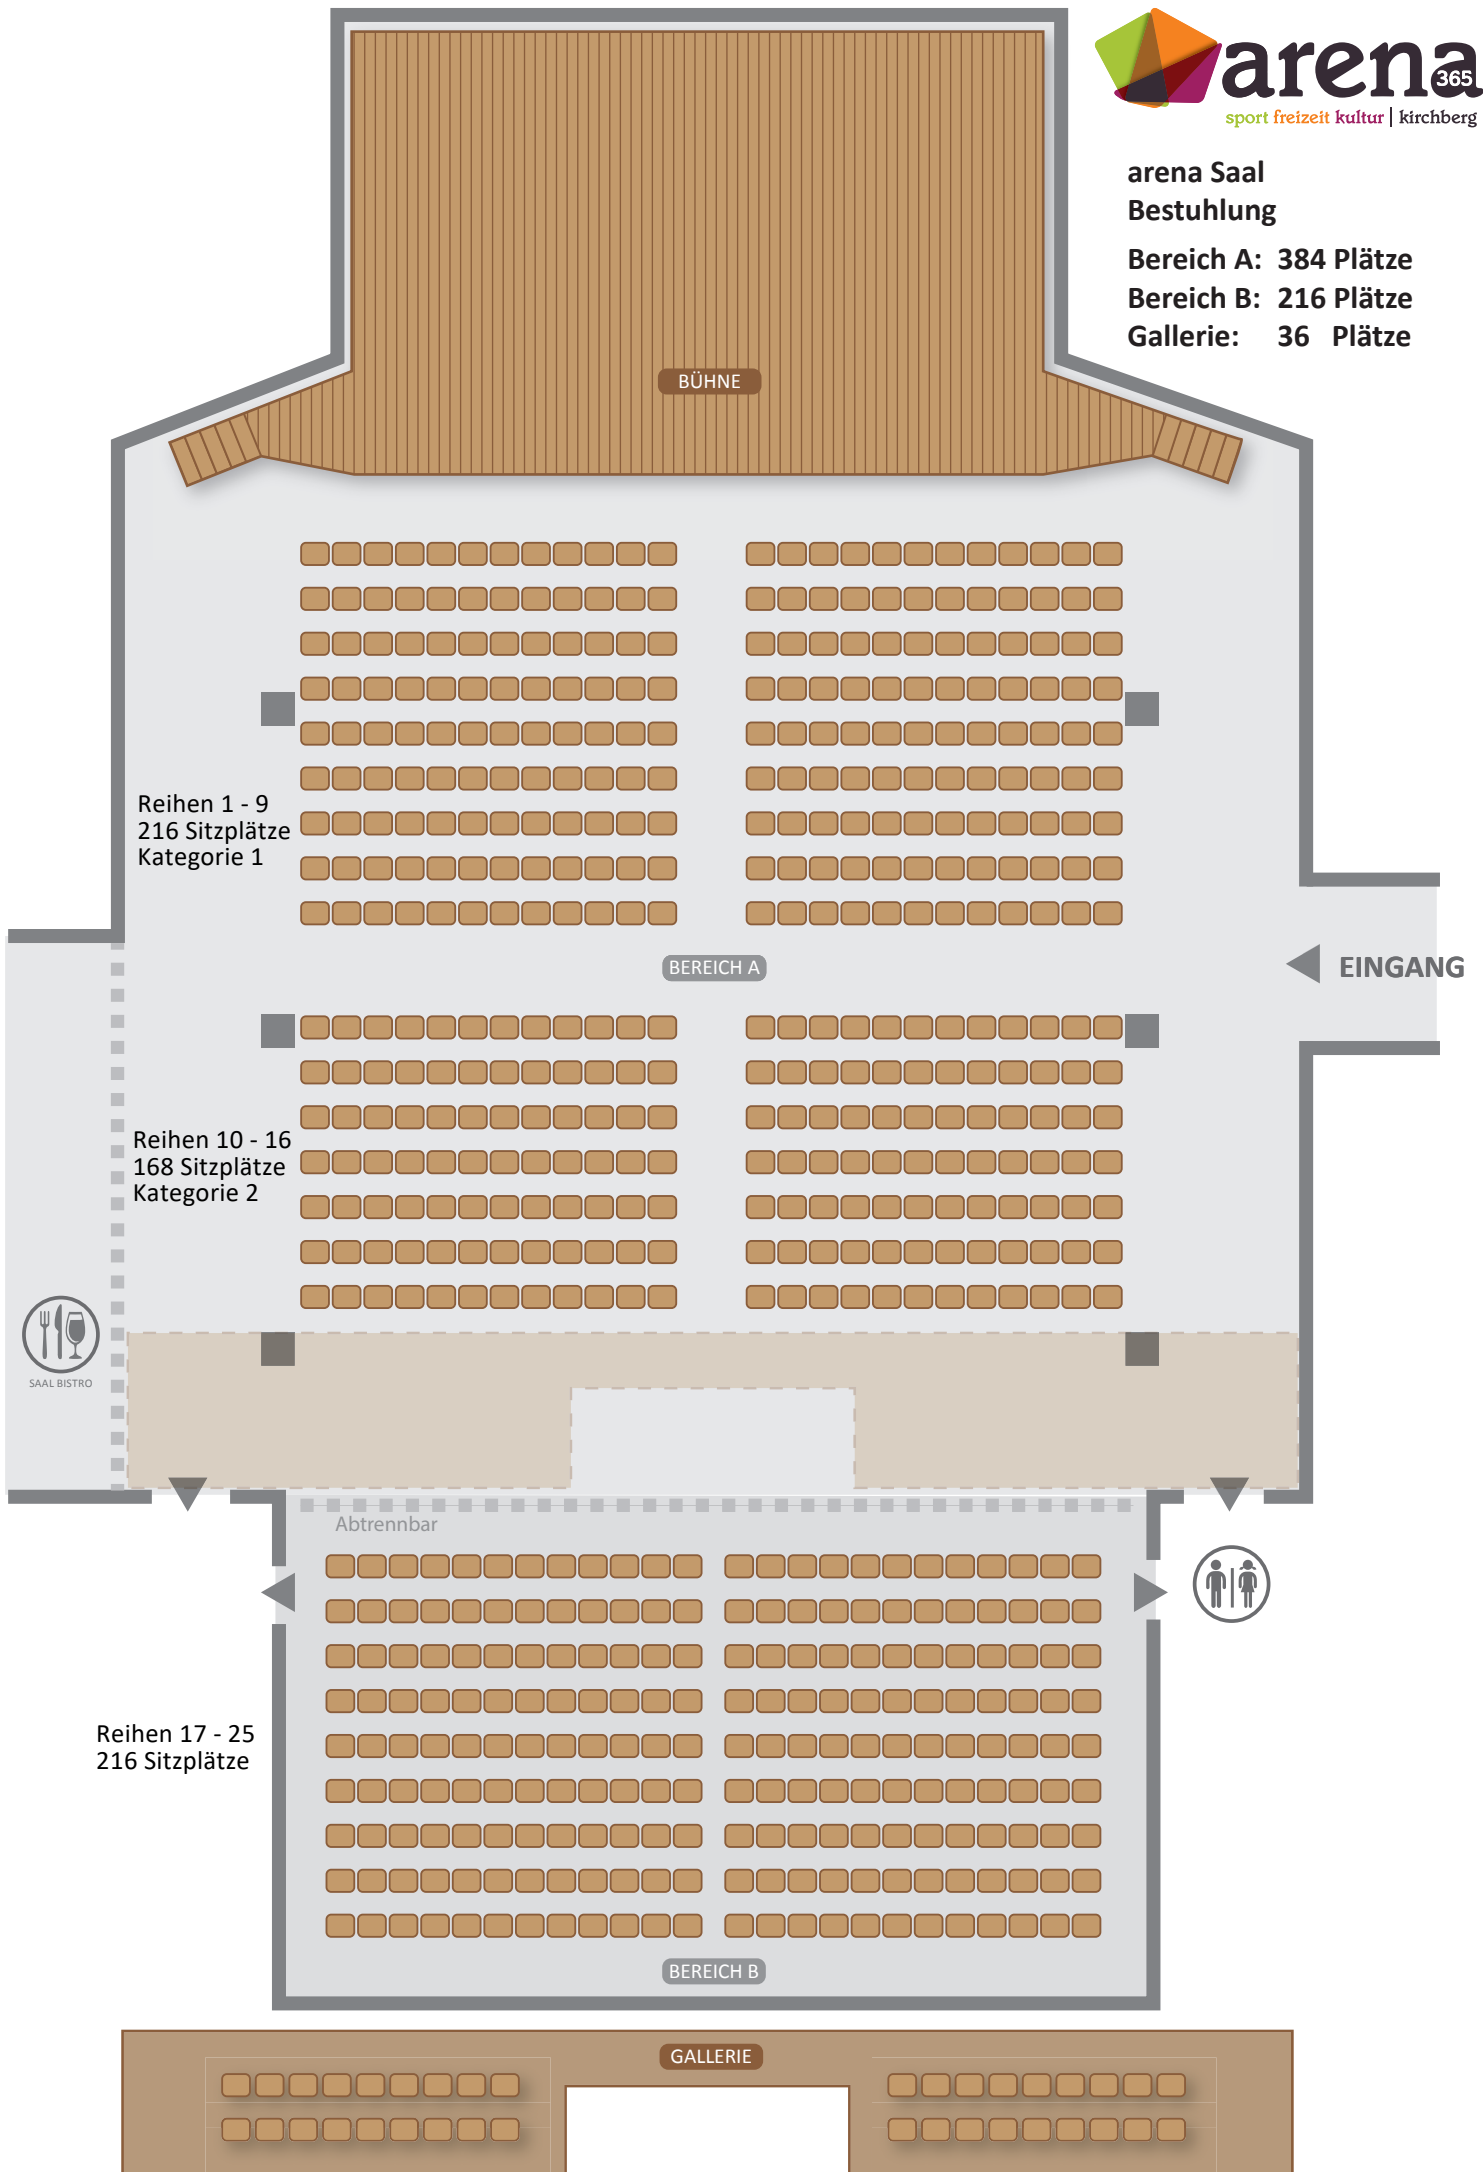 arena
365
sport freizeit kultur | kirchberg
arena Saal
Bestuhlung
Bereich A: 384 Plätze
Bereich B: 216 Plätze
Gallerie: 36 Plätze
BÜHNE
Reihen 1 - 9
216 Sitzplätze
Kategorie 1
BEREICH A
EINGANG
Reihen 10 - 16
168 Sitzplätze
Kategorie 2
SAAL BISTRO
Abtrennbar
Reihen 17 - 25
216 Sitzplätze
BEREICH B
GALLERIE